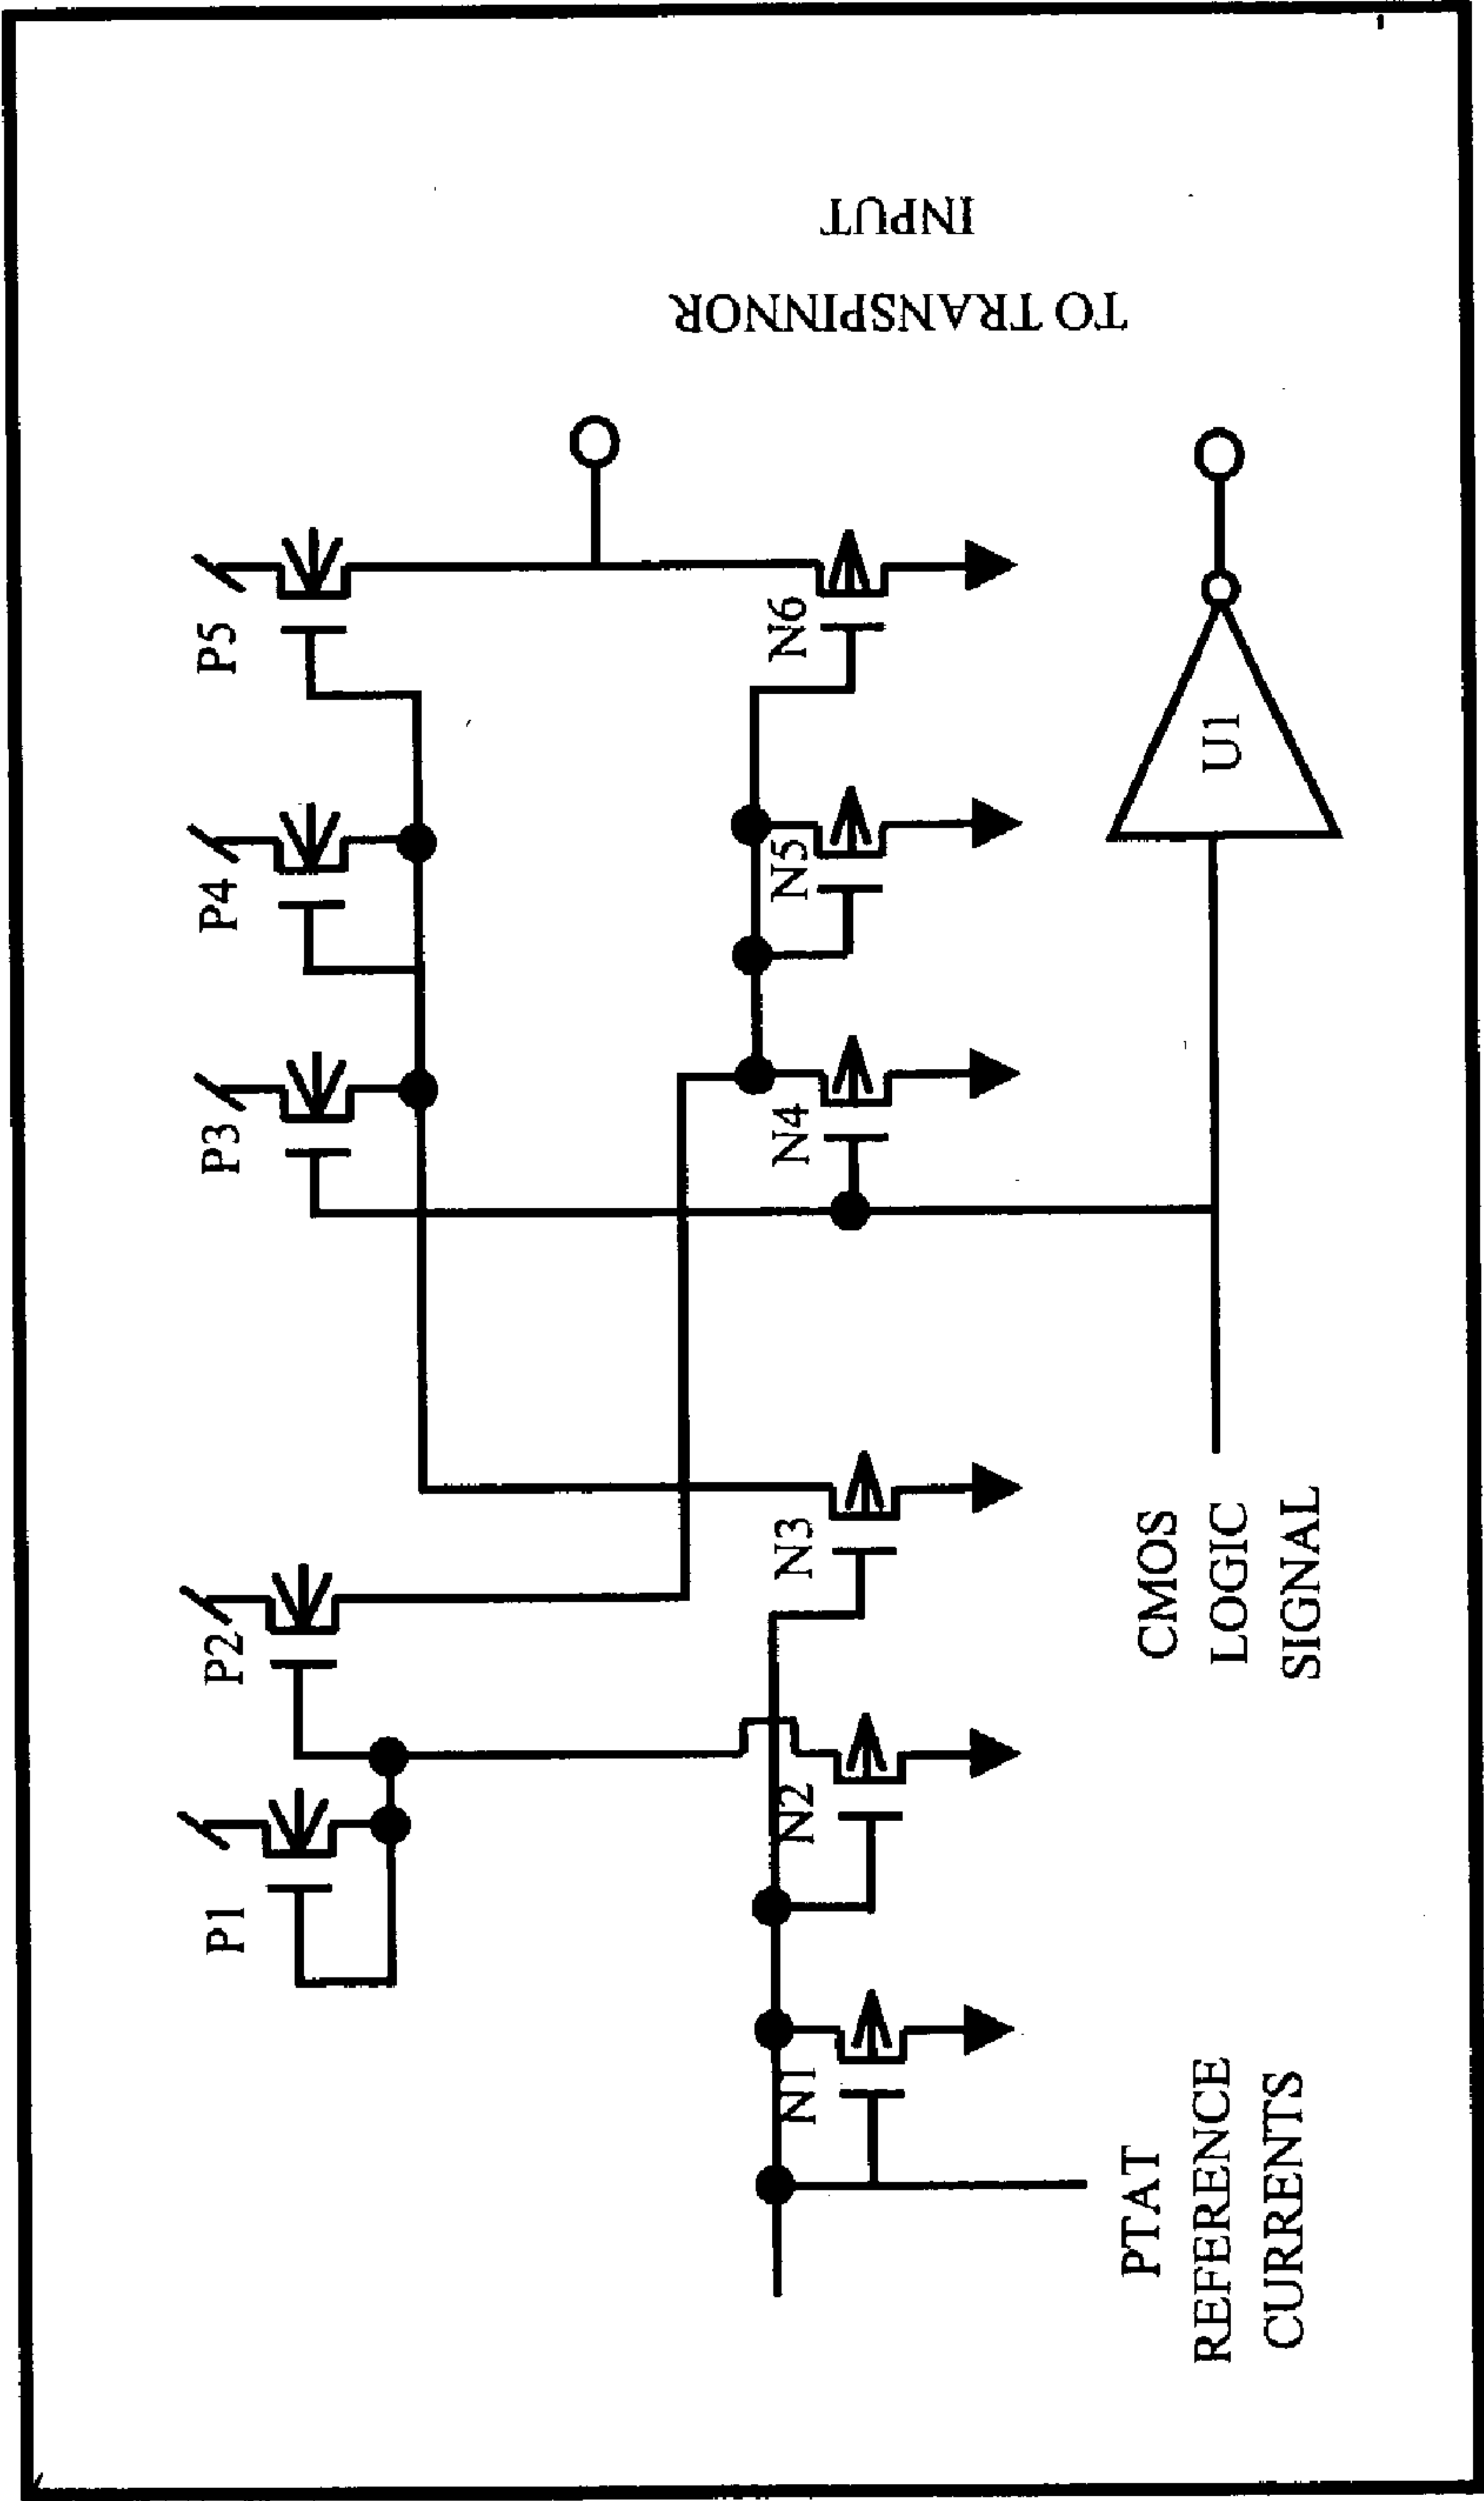 P1
P2
P3
P4
P5
N1
N2
N3
N4
N5
N6
U1
PTAT
REFERENCE
CURRENTS
CMOS
LOGIC
SIGNAL
TO TRANSPINNOR
INPUT